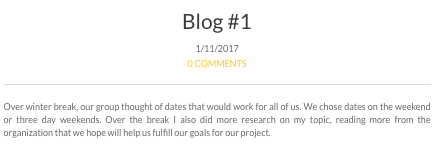 Blog #1
1/11/2017
0 COMMENTS
Over winter break, our group thought of dates that would work for all of us. We chose dates on the weekend
or three day weekends. Over the break I also did more research on my topic, reading more from the
organization that we hope will help us fulfill our goals for our project.